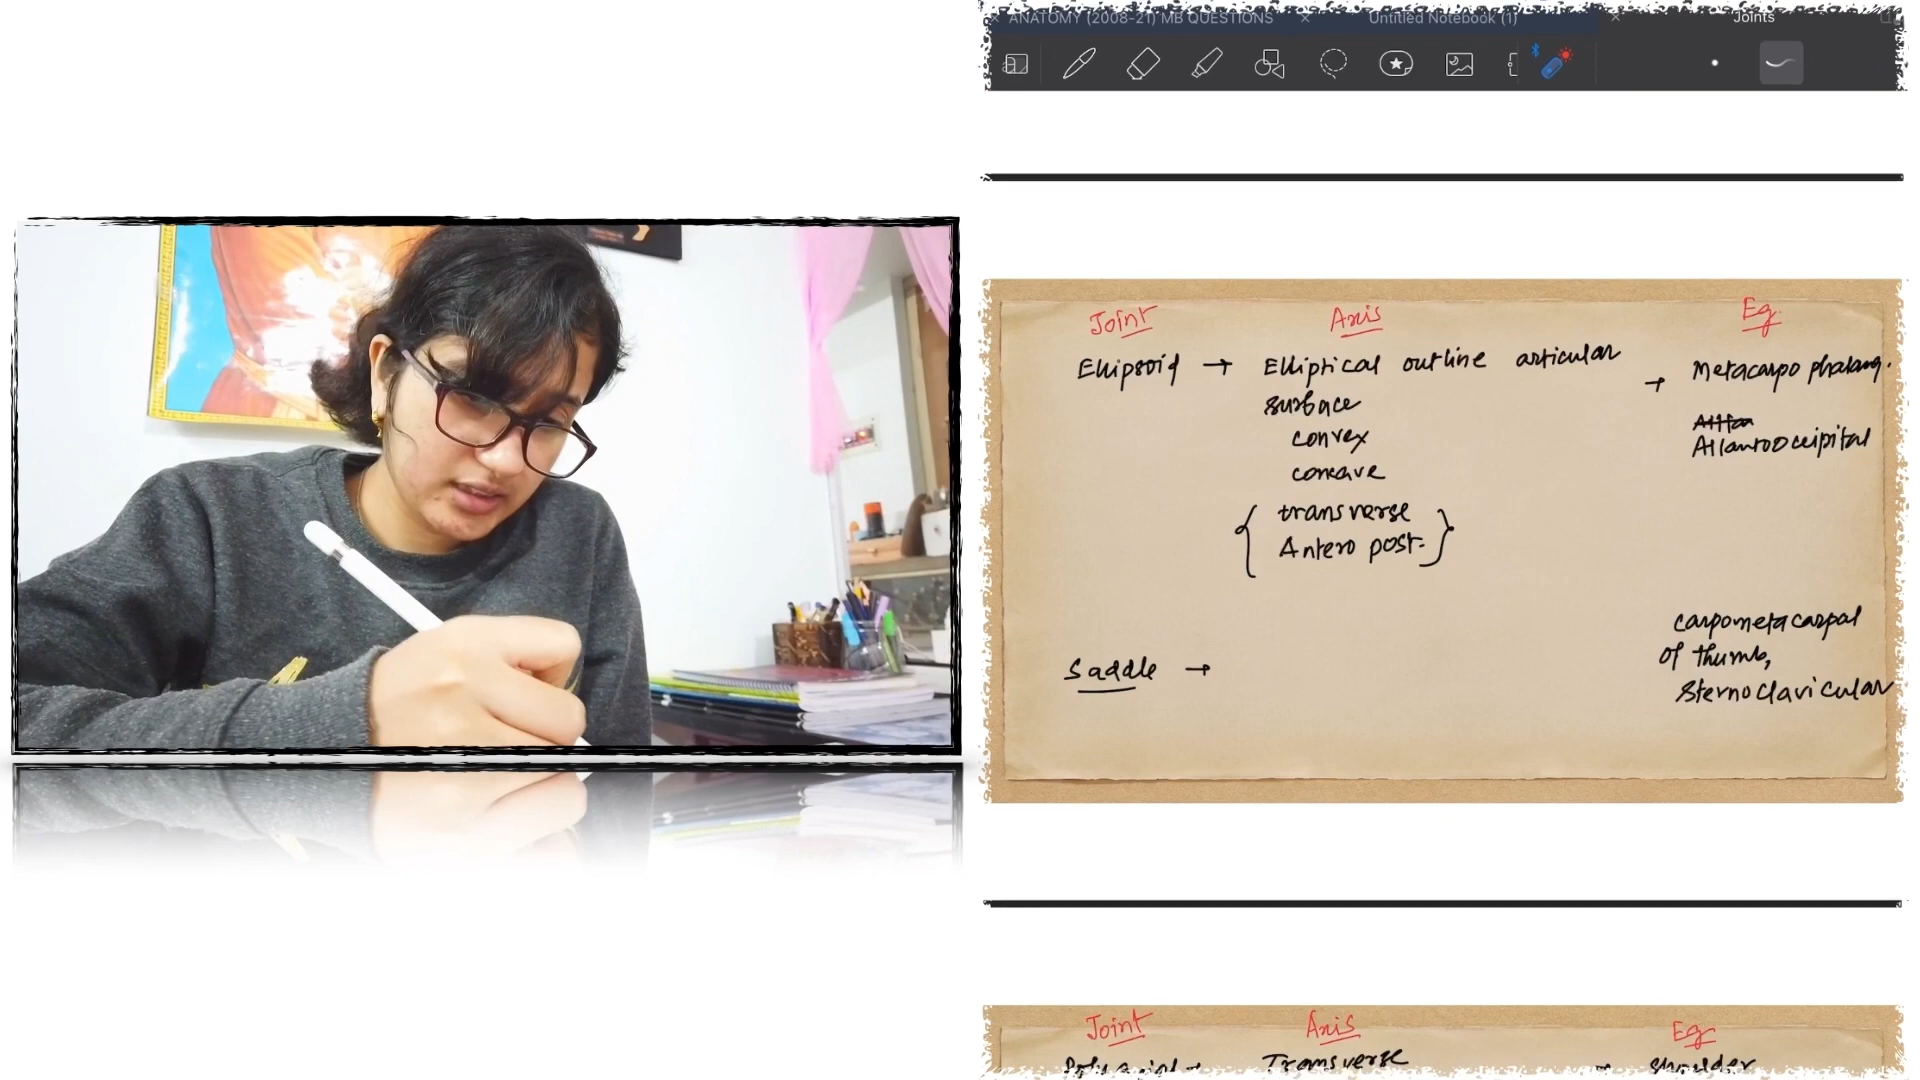 ANATOMY (2008-21) MB QUESTIONS
Untitled Notebook (1)
Joints
Joint Axis Eg.
Ellipsoid → Elliptical outline articular → Metacarpo phalang.
surface
convex
Atlantooccipital
concave
transverse
Antero post.
Saddle →
carpometacarpal
of thumb,
sternoclavicular
Joint Axis Eg
Transverse
shoulder